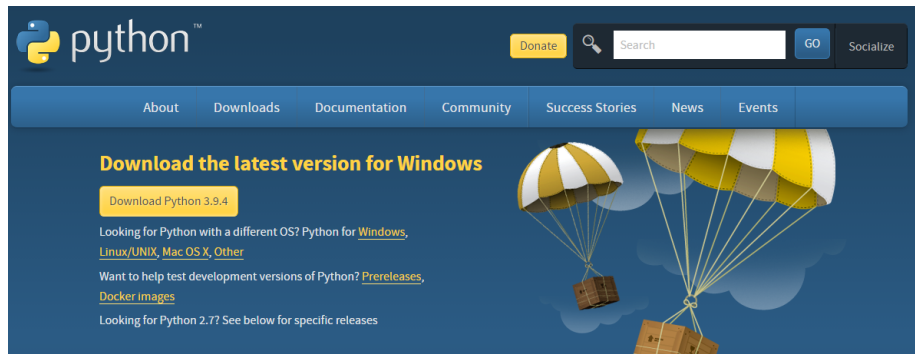 python™
Donate
Search
GO
Socialize
About Downloads Documentation Community Success Stories News Events
Download the latest version for Windows
Download Python 3.9.4
Looking for Python with a different OS? Python for Windows,
Linux/UNIX, Mac OS X, Other
Want to help test development versions of Python? Prereleases,
Docker images
Looking for Python 2.7? See below for specific releases